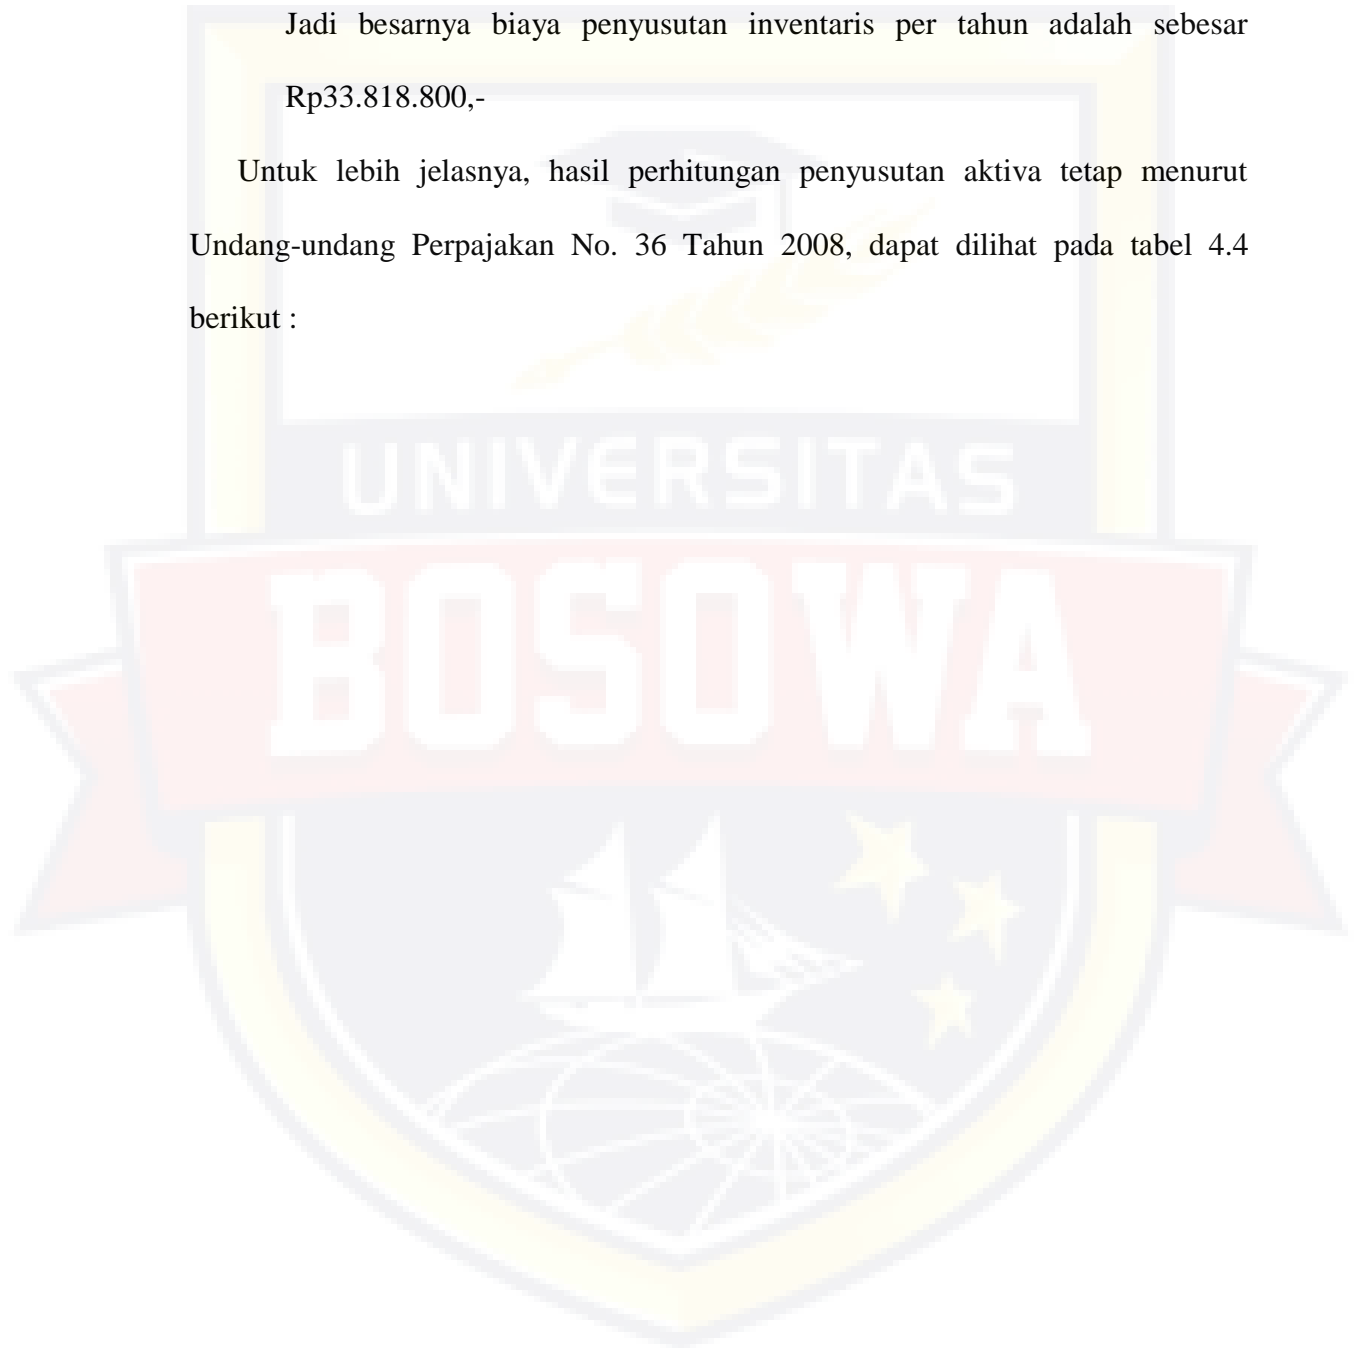 Jadi besarnya biaya penyusutan inventaris per tahun adalah sebesar
Rp33.818.800,-
Untuk lebih jelasnya, hasil perhitungan penyusutan aktiva tetap menurut
Undang-undang Perpajakan No. 36 Tahun 2008, dapat dilihat pada tabel 4.4
berikut :
UNIVERSITAS
BOSOWA